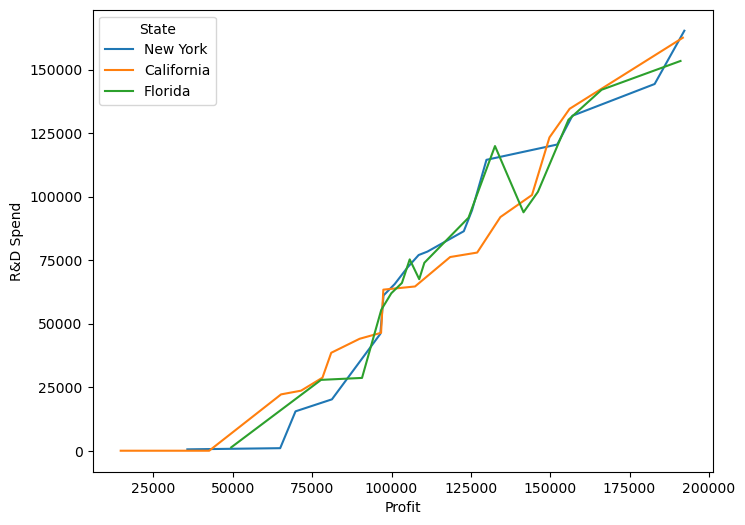 State
New York
California
Florida
150000
125000
100000
75000
50000
25000
0
R&D Spend
25000
50000
75000
100000
125000
150000
175000
200000
Profit